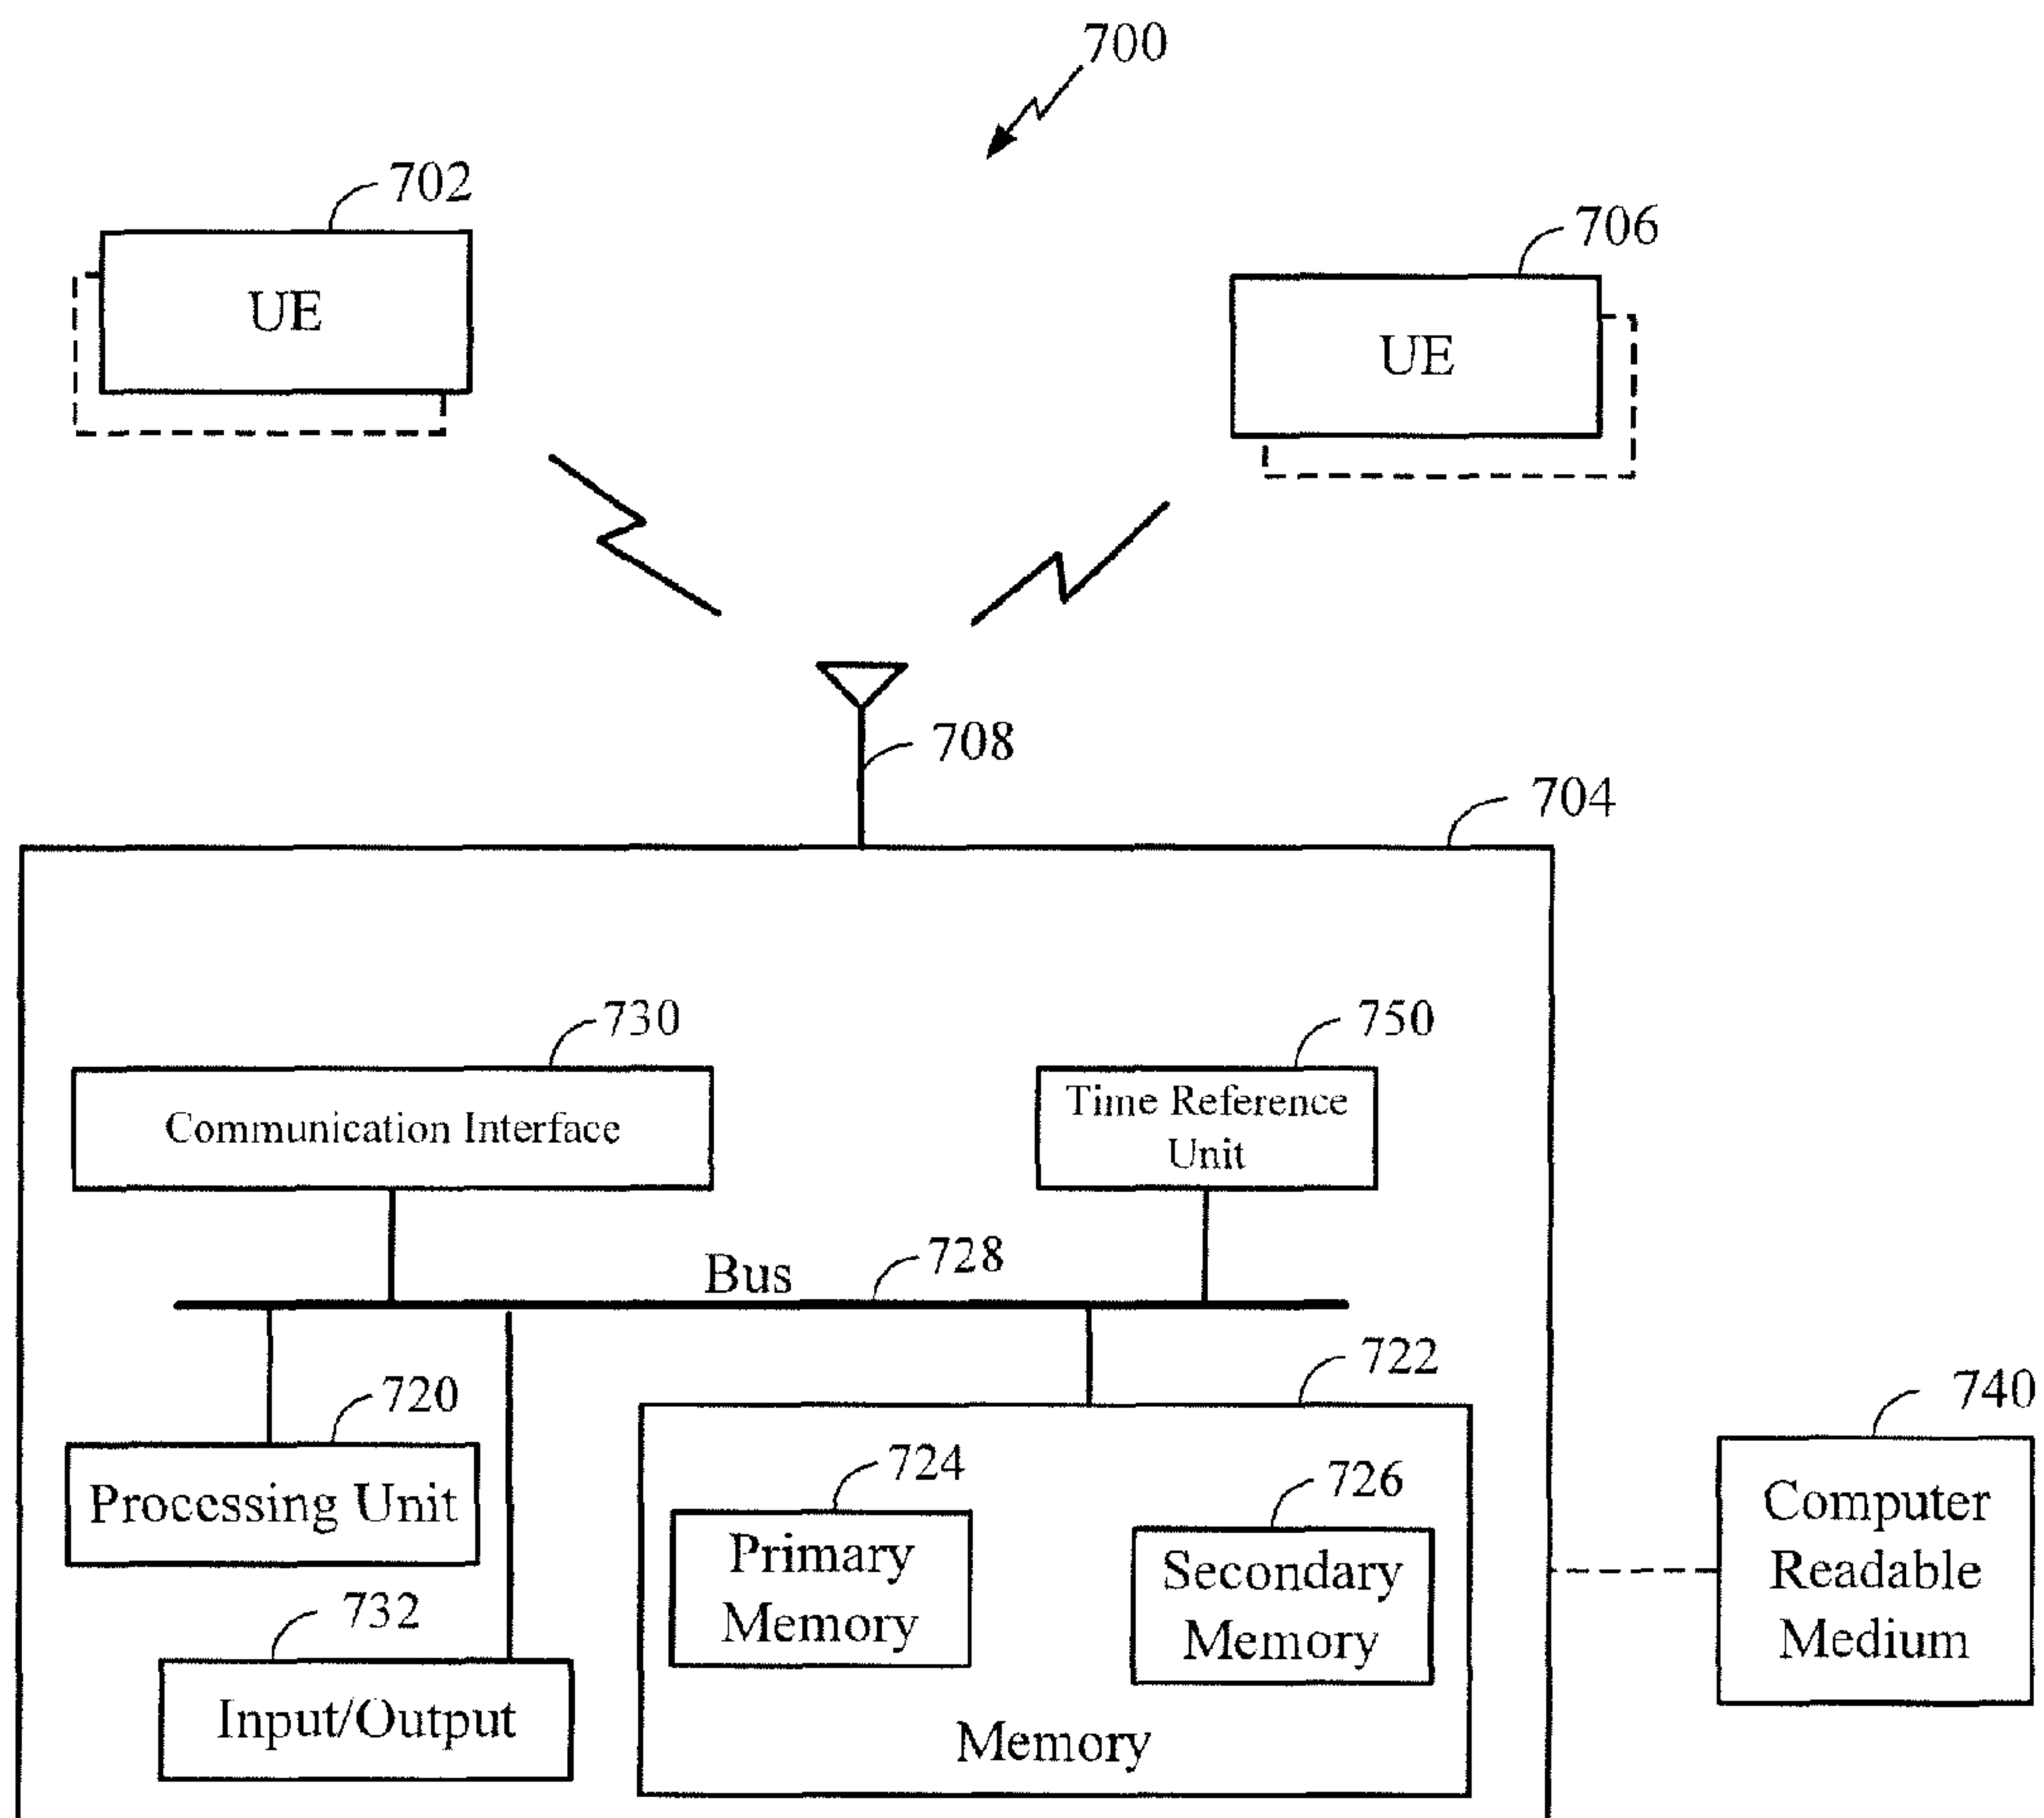 700
702
UE
706
UE
708
704
730
Communication Interface
750
Time Reference
Unit
Bus
728
720
Processing Unit
722
724
Primary
Memory
726
Secondary
Memory
Memory
732
Input/Output
740
Computer
Readable
Medium